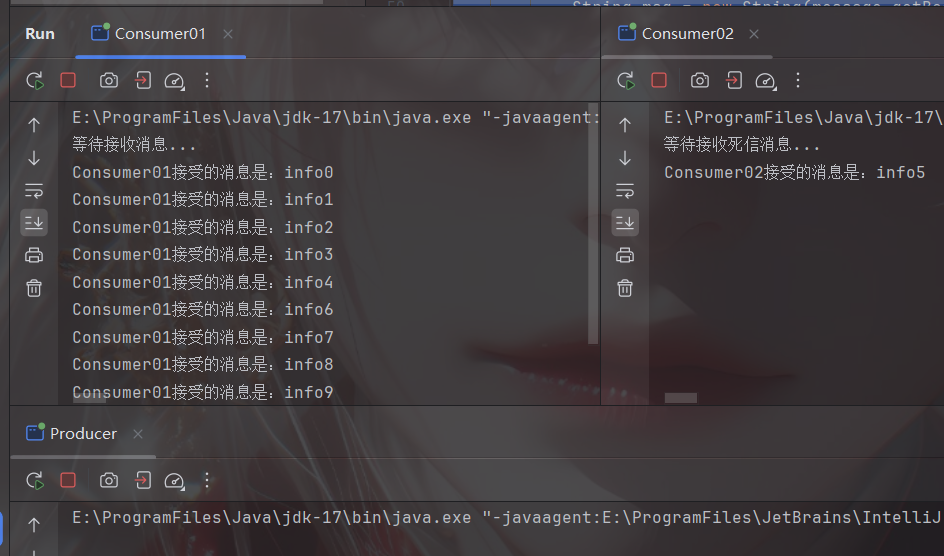 Run
Consumer01
E:\ProgramFiles\Java\jdk-17\bin\java.exe "-javaagent:
等待接收消息...
Consumer01接受的消息是：info0
Consumer01接受的消息是：info1
Consumer01接受的消息是：info2
Consumer01接受的消息是：info3
Consumer01接受的消息是：info4
Consumer01接受的消息是：info6
Consumer01接受的消息是：info7
Consumer01接受的消息是：info8
Consumer01接受的消息是：info9
Consumer02
E:\ProgramFiles\Java\jdk-17\
等待接收死信消息...
Consumer02接受的消息是：info5
Producer
E:\ProgramFiles\Java\jdk-17\bin\java.exe "-javaagent:E:\ProgramFiles\JetBrains\IntelliJ